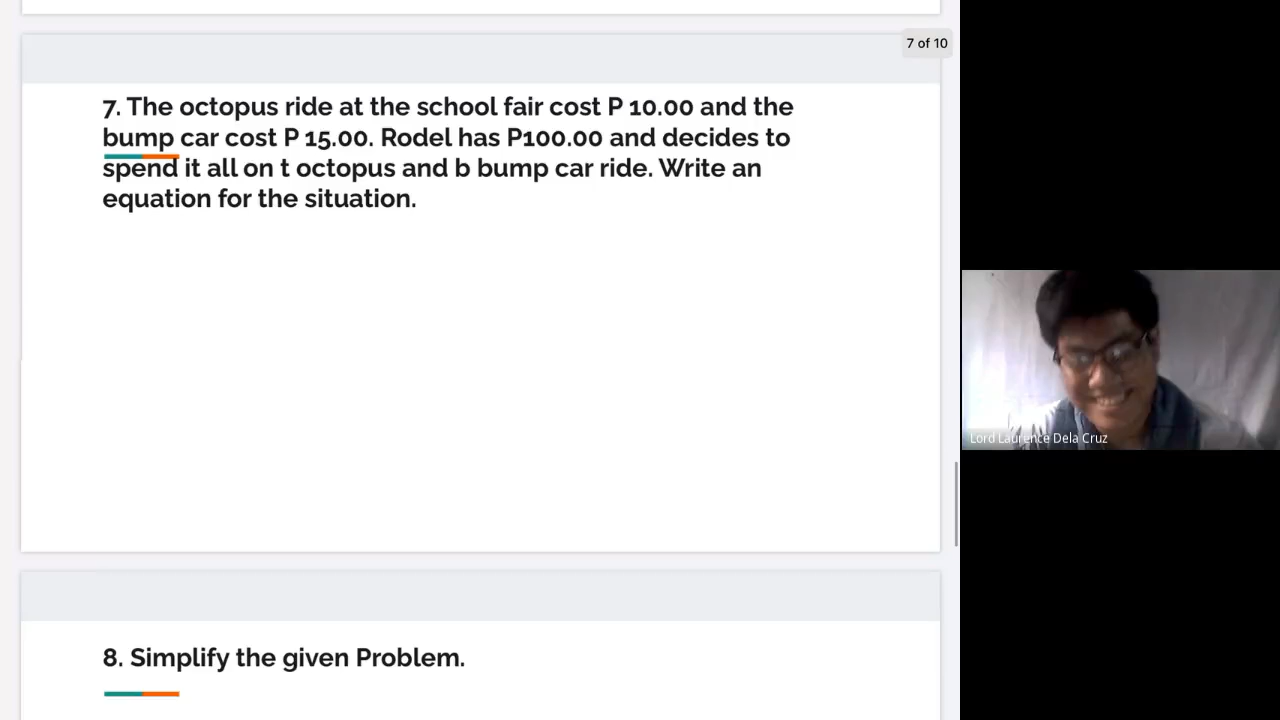 7 of 10
7. The octopus ride at the school fair cost P 10.00 and the
bump car cost P 15.00. Rodel has P100.00 and decides to
spend it all on t octopus and b bump car ride. Write an
equation for the situation.
Lord Laurence Dela Cruz
8. Simplify the given Problem.